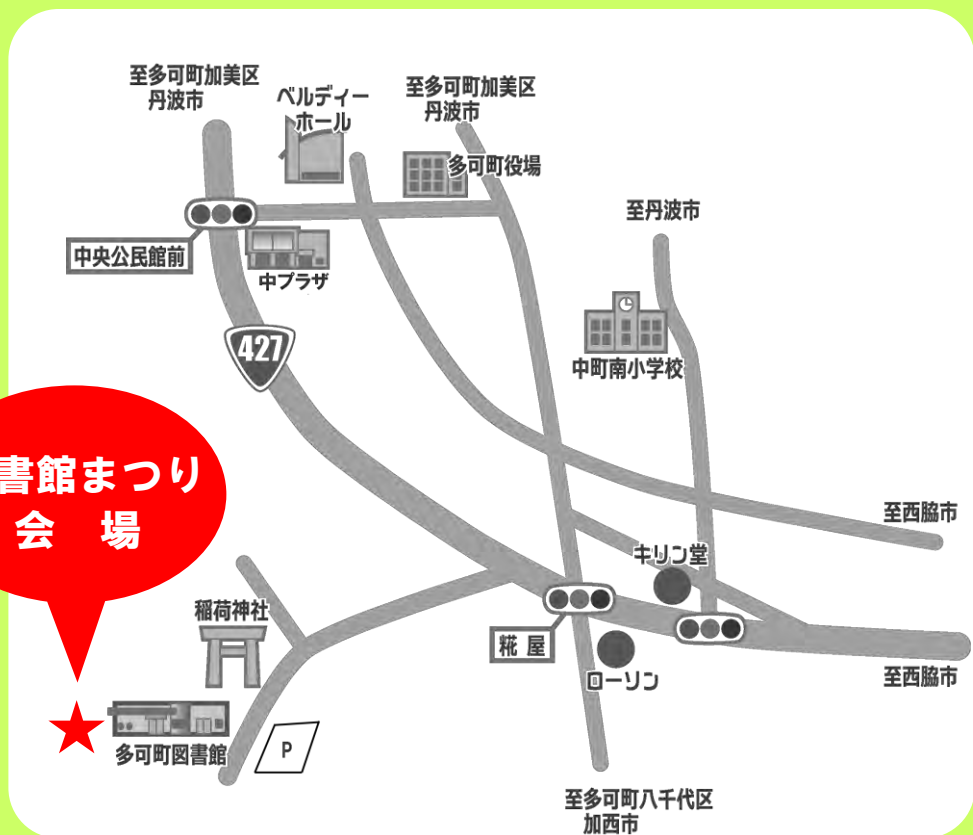 至多可町加美区
丹波市
ベルディー
ホール
至多可町加美区
丹波市
多可町役場
至丹波市
中央公民館前
中プラザ
427
中町南小学校
書館まつり
会 場
至西脇市
キリン堂
稲荷神社
糀屋
ローソン
至西脇市
多可町図書館
P
至多可町八千代区
加西市